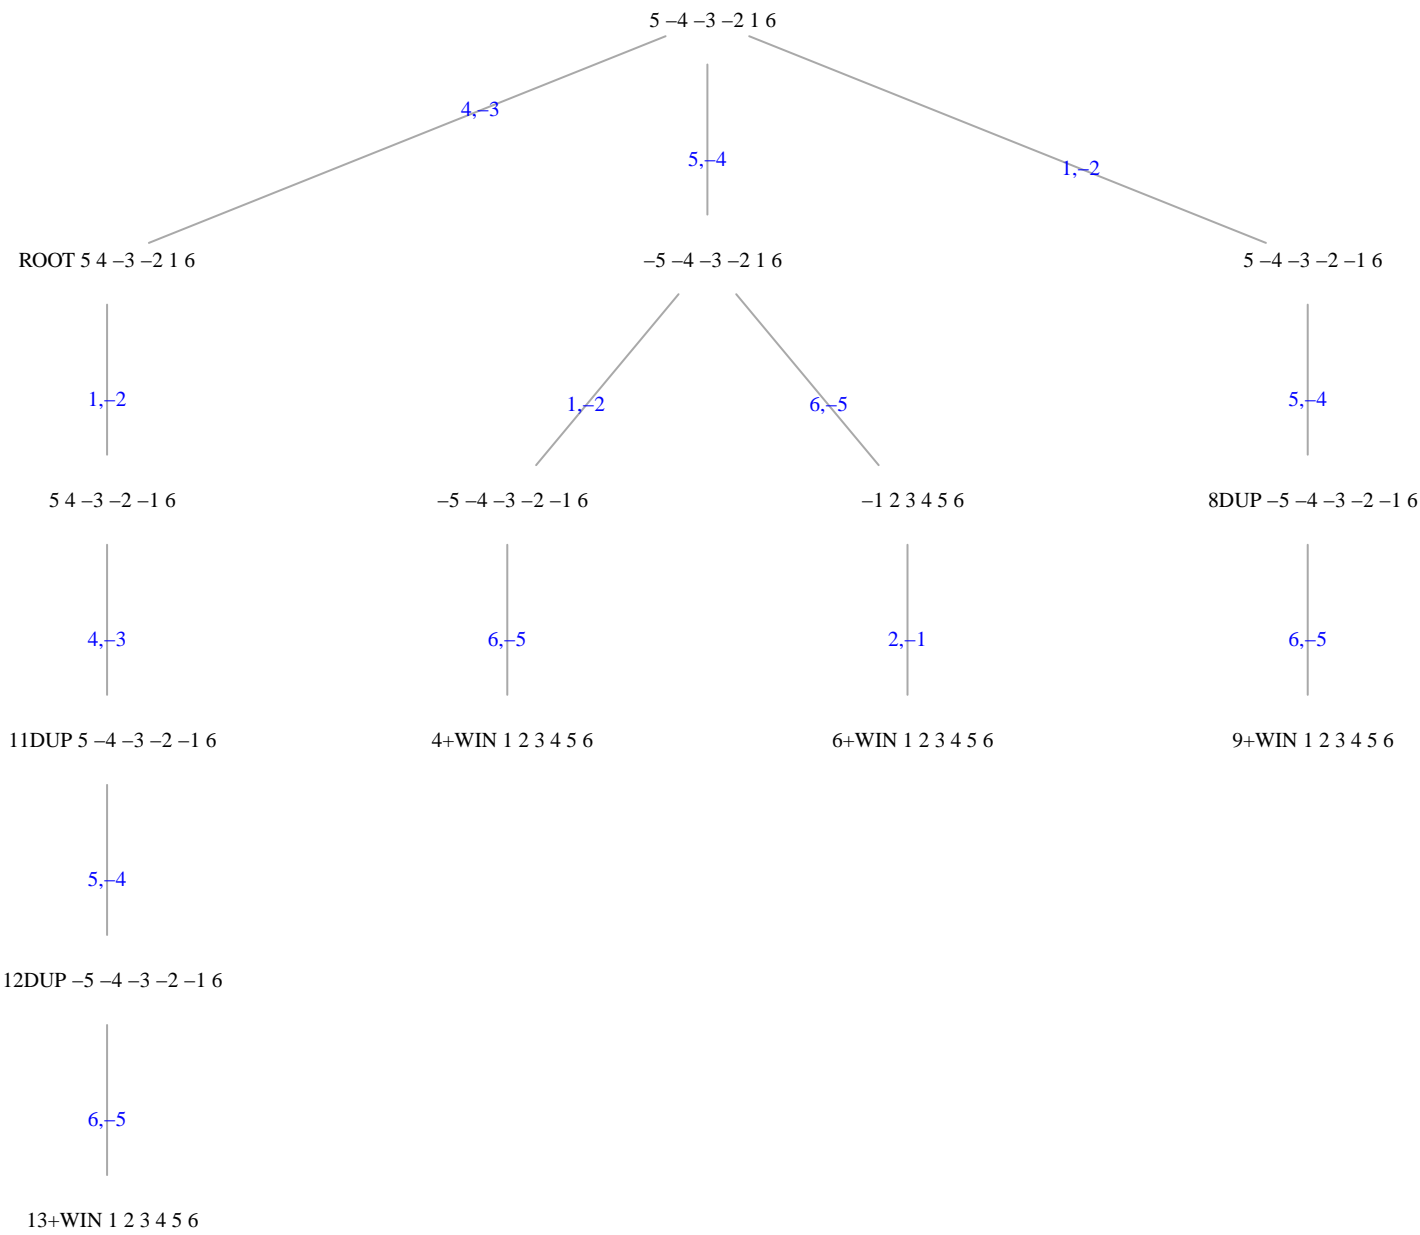 5 –4 –3 –2 1 6
4,–3
5,–4
1,–2
ROOT 5 4 –3 –2 1 6
–5 –4 –3 –2 1 6
5 –4 –3 –2 –1 6
1,–2
1,–2
6,–5
5,–4
5 4 –3 –2 –1 6
–5 –4 –3 –2 –1 6
–1 2 3 4 5 6
8DUP –5 –4 –3 –2 –1 6
4,–3
6,–5
2,–1
6,–5
11DUP 5 –4 –3 –2 –1 6
4+WIN 1 2 3 4 5 6
6+WIN 1 2 3 4 5 6
9+WIN 1 2 3 4 5 6
5,–4
12DUP –5 –4 –3 –2 –1 6
6,–5
13+WIN 1 2 3 4 5 6